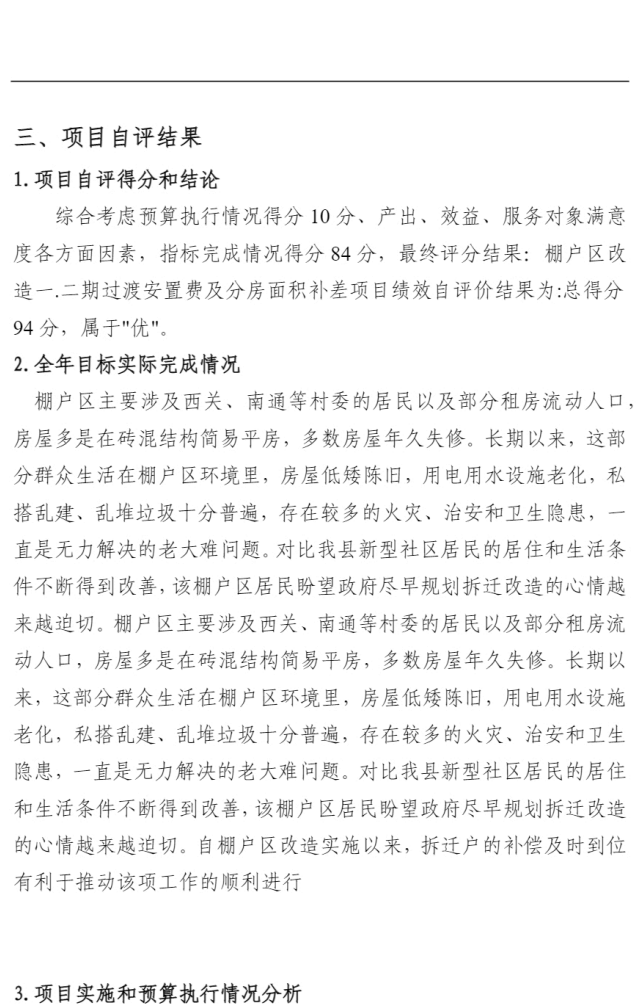 三、项目自评结果
1.项目自评得分和结论
综合考虑预算执行情况得分 10 分、产出、效益、服务对象满意
度各方面因素，指标完成情况得分 84 分，最终评分结果：棚户区改
造一.二期过渡安置费及分房面积补差项目绩效自评价结果为:总得分
94 分，属于"优"。
2.全年目标实际完成情况
棚户区主要涉及西关、南通等村委的居民以及部分租房流动人口，
房屋多是在砖混结构简易平房，多数房屋年久失修。长期以来，这部
分群众生活在棚户区环境里，房屋低矮陈旧，用电用水设施老化，私
搭乱建、乱堆垃圾十分普遍，存在较多的火灾、治安和卫生隐患，一
直是无力解决的老大难问题。对比我县新型社区居民的居住和生活条
件不断得到改善，该棚户区居民盼望政府尽早规划拆迁改造的心情越
来越迫切。棚户区主要涉及西关、南通等村委的居民以及部分租房流
动人口，房屋多是在砖混结构简易平房，多数房屋年久失修。长期以
来，这部分群众生活在棚户区环境里，房屋低矮陈旧，用电用水设施
老化，私搭乱建、乱堆垃圾十分普遍，存在较多的火灾、治安和卫生
隐患，一直是无力解决的老大难问题。对比我县新型社区居民的居住
和生活条件不断得到改善，该棚户区居民盼望政府尽早规划拆迁改造
的心情越来越迫切。自棚户区改造实施以来，拆迁户的补偿及时到位
有利于推动该项工作的顺利进行
3.项目实施和预算执行情况分析